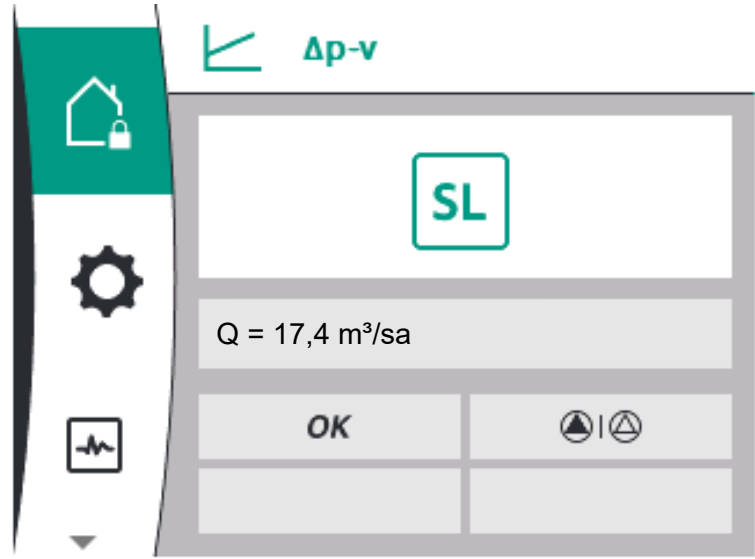 Δp-v
SL
Q = 17,4 m³/sa
OK